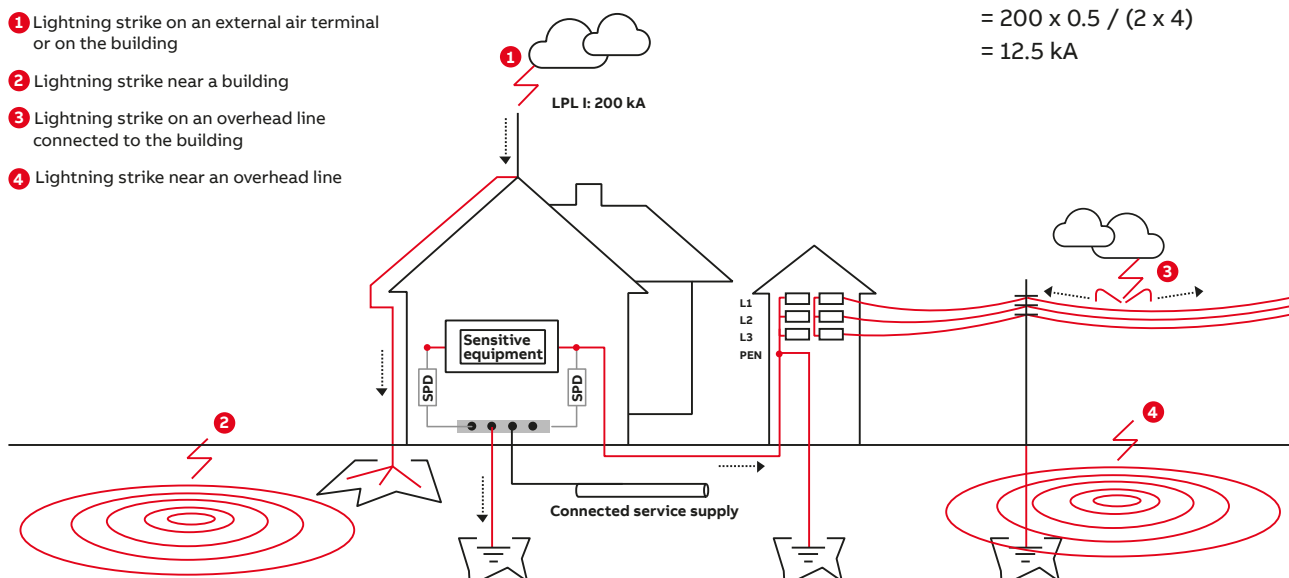 1 Lightning strike on an external air terminal
or on the building
2 Lightning strike near a building
3 Lightning strike on an overhead line
connected to the building
4 Lightning strike near an overhead line
= 200 x 0.5 / (2 x 4)
= 12.5 kA
1
LPL I: 200 kA
3
L1
L2
L3
PEN
Sensitive
equipment
SPD
SPD
2
4
Connected service supply